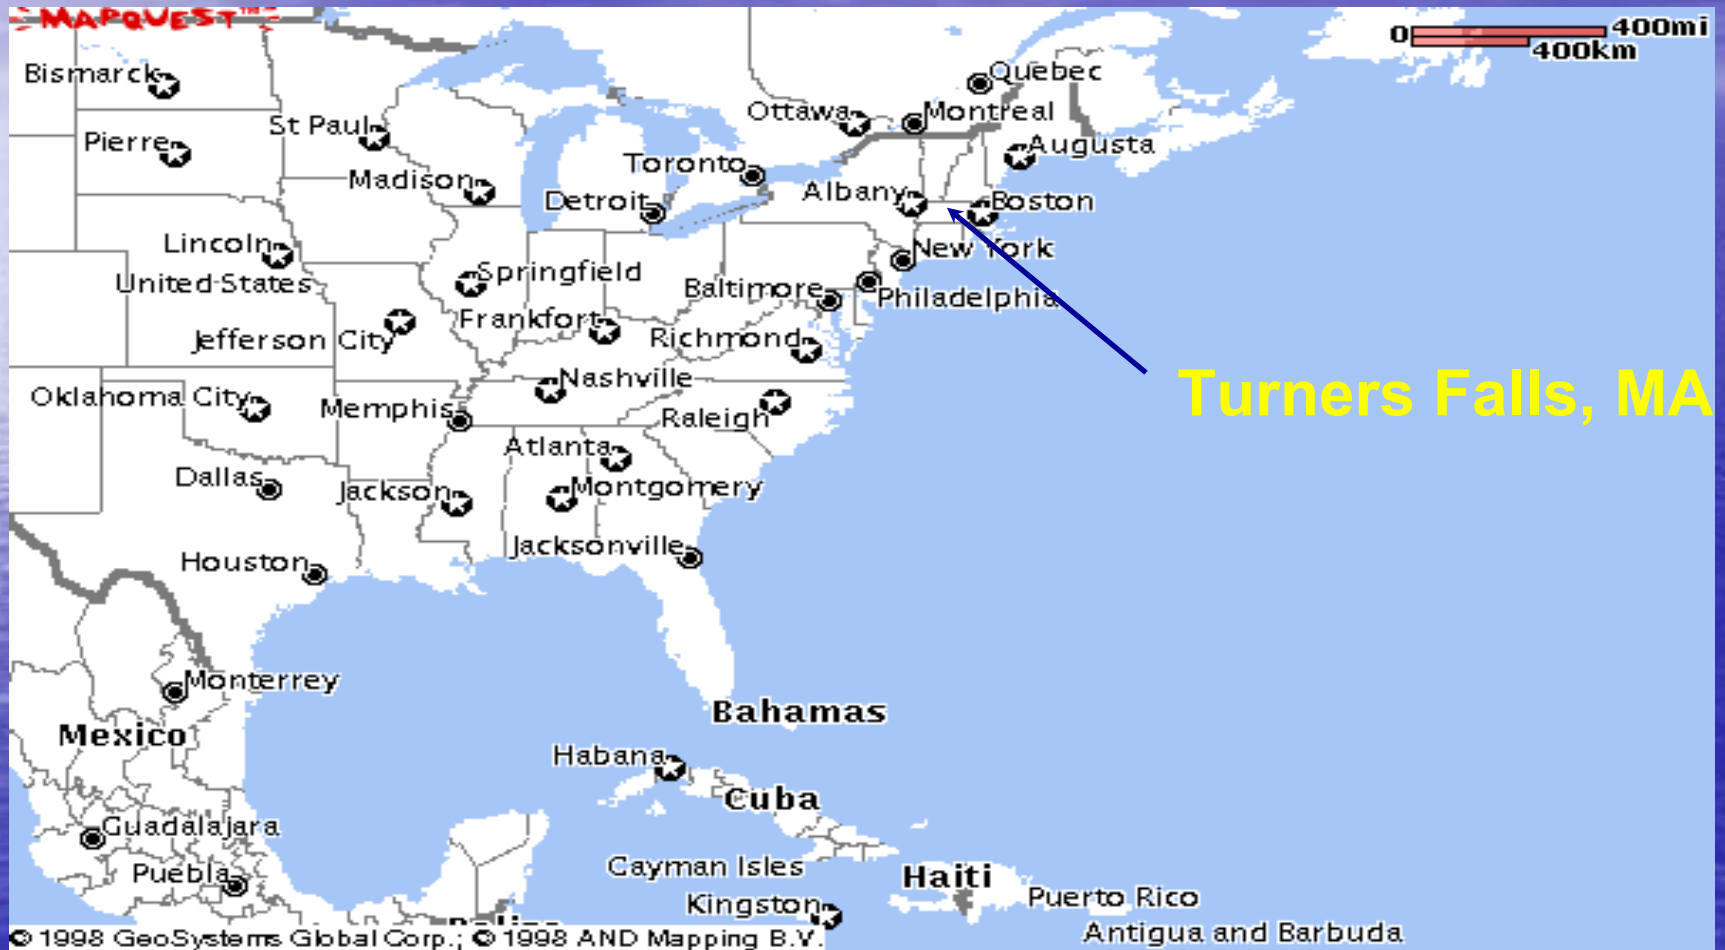 MAPQUEST™
0 400mi
400km
Bismarck
Quebec
Ottawa
Montreal
St Paul
Pierre
Augusta
Toronto
Madison
Albany
Detroit
Boston
Lincoln
New York
Springfield
United States
Baltimore
Philadelphia
Frankfort
Richmond
Jefferson City
Nashville
Turners Falls, MA
Oklahoma City
Memphis
Raleigh
Atlanta
Dallas
Jackson
Montgomery
Jacksonville
Houston
Monterrey
Bahamas
Mexico
Habana
Cuba
Guadalajara
Cayman Isles
Puebla
Haiti
Puerto Rico
Kingston
Antigua and Barbuda
© 1998 GeoSystems Global Corp.; © 1998 AND Mapping B.V.